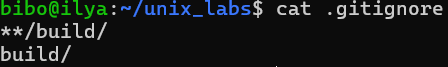 bibo@ilya:~/unix_labs$ cat .gitignore
**/build/
build/